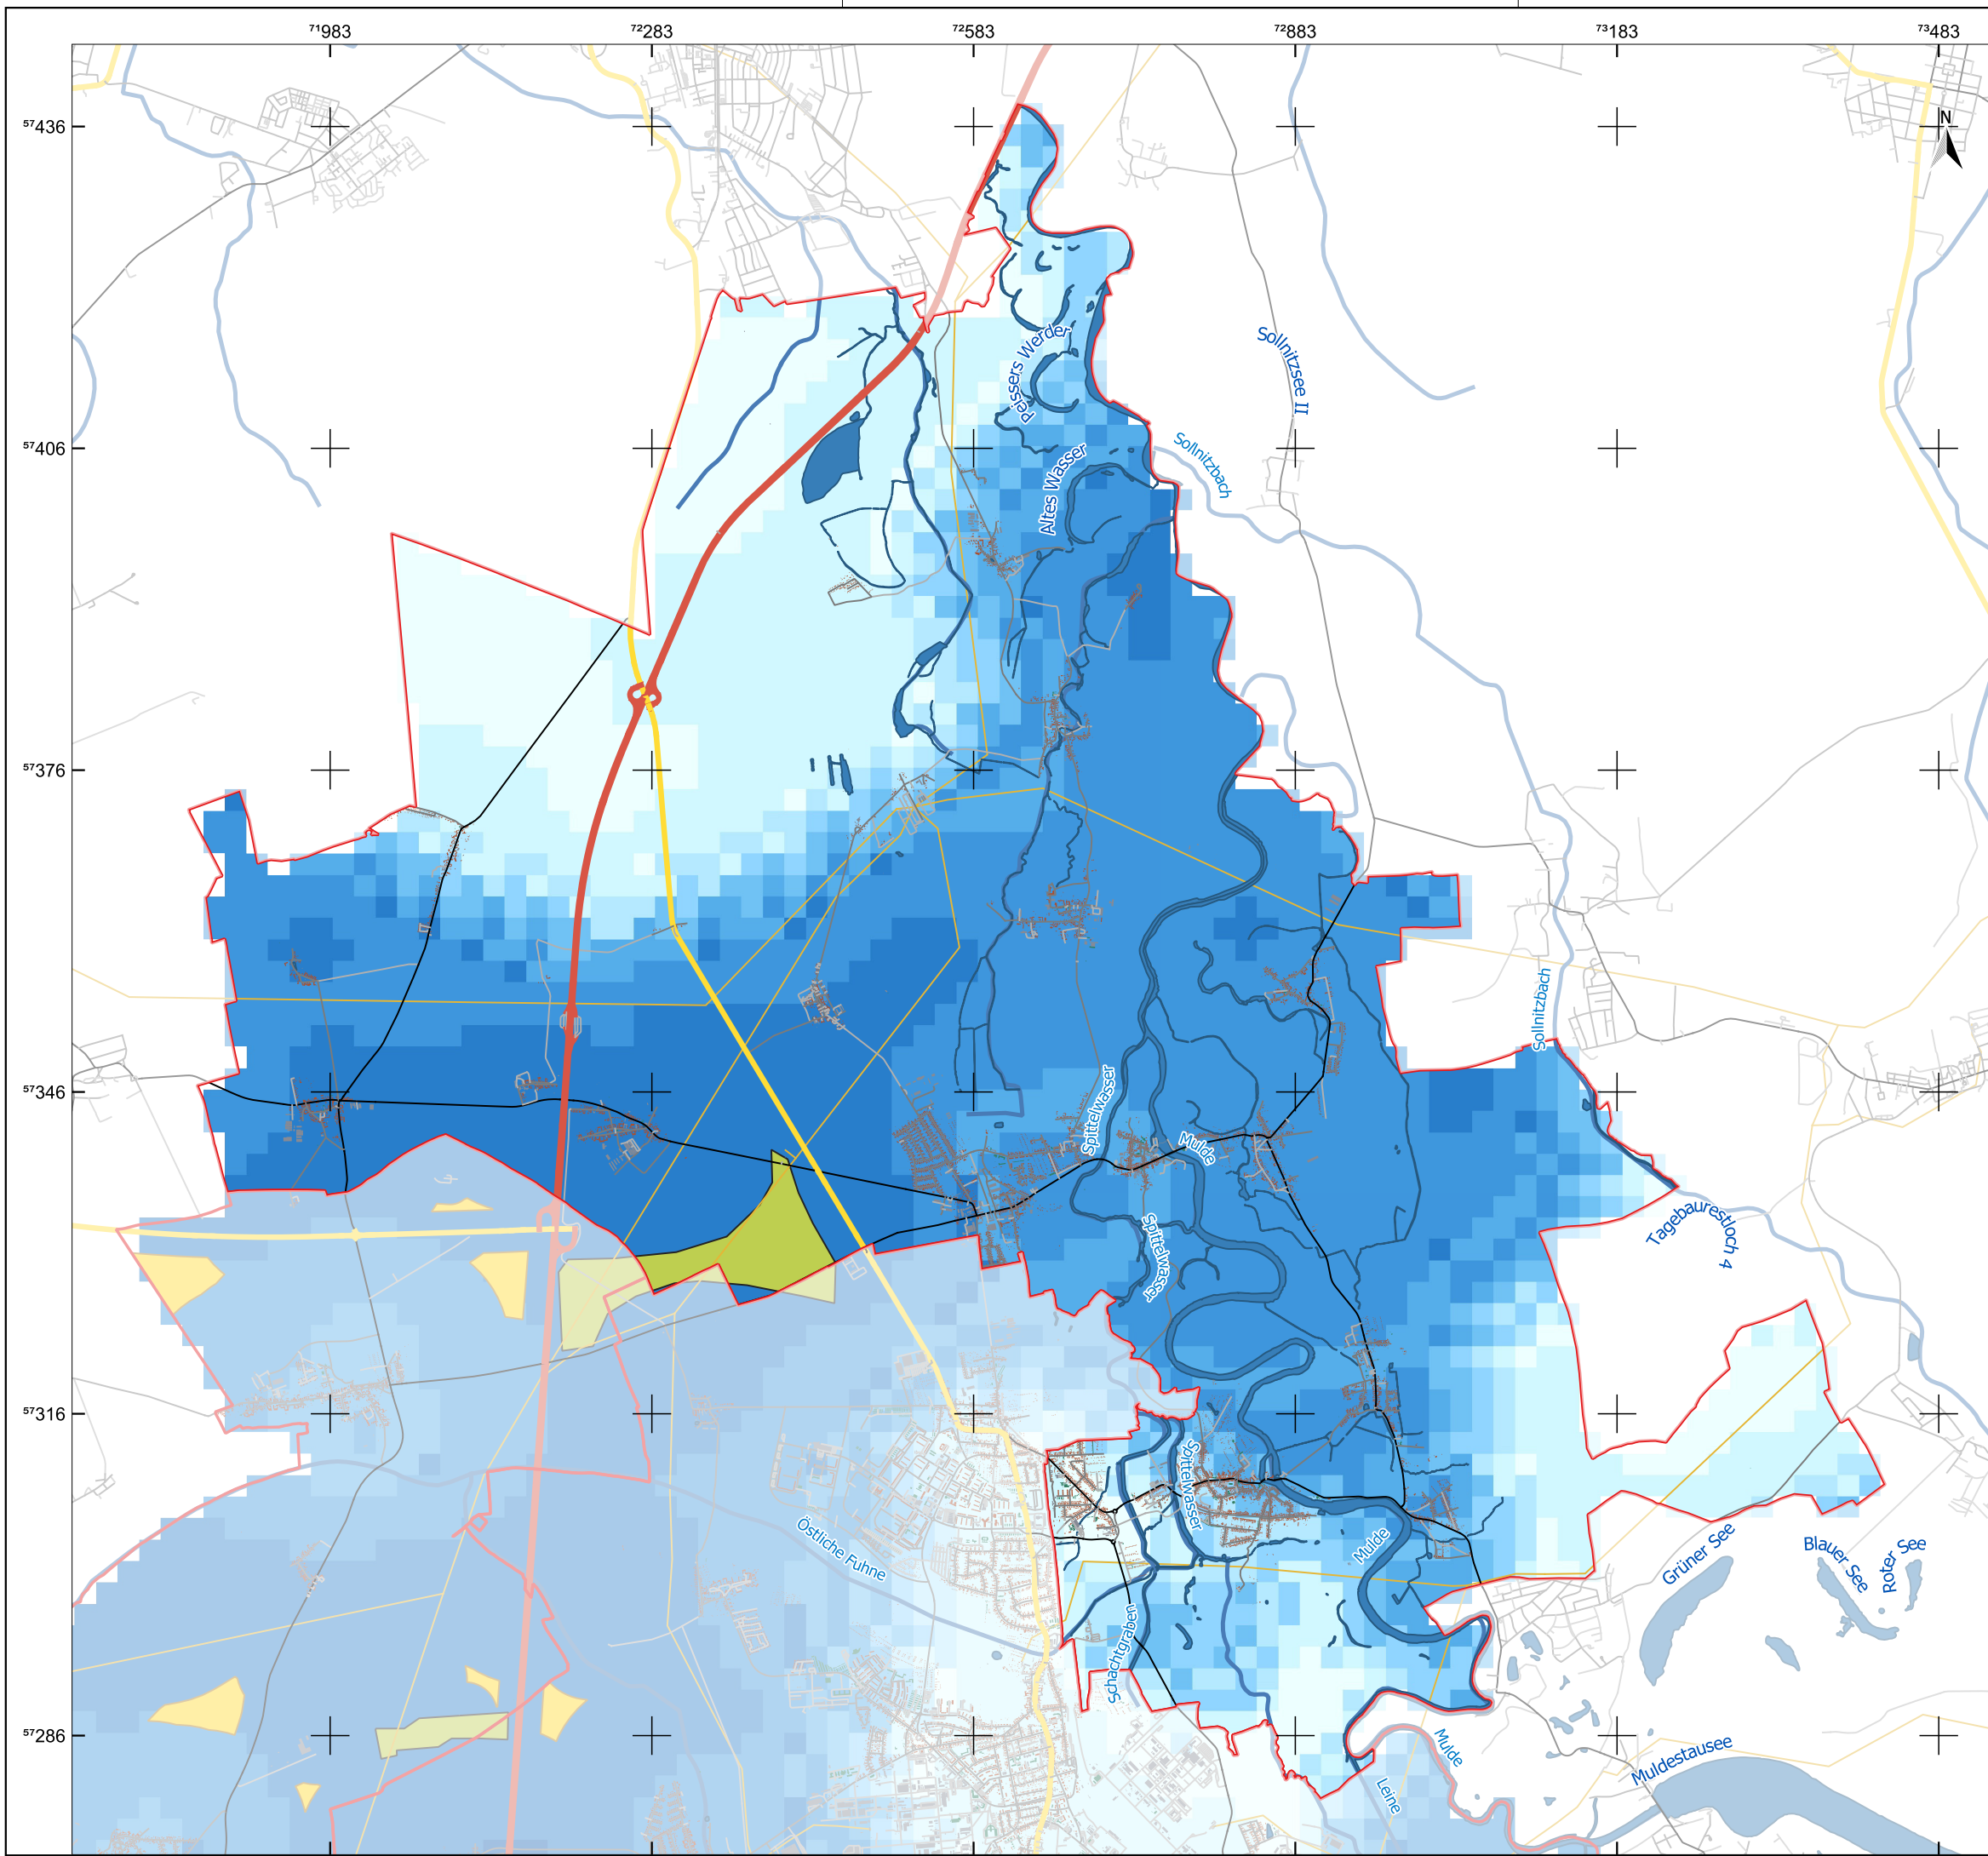 71983 72283 72583 72883 73183 73483
57436
N
Peissers Werder
Sollnitzsee II
57406
Altes Wasser
Sollnitzbach
57376
Sollnitzbach
57346
Spittelwasser
Mulde
Spittelwasser
Tagebaurestloch 4
57316
Spittelwasser
Östliche Fuhne
Mulde
Grüner See
Blauer See
Roter See
Schachtgraben
57286
Mulde
Muldestausee
Leine